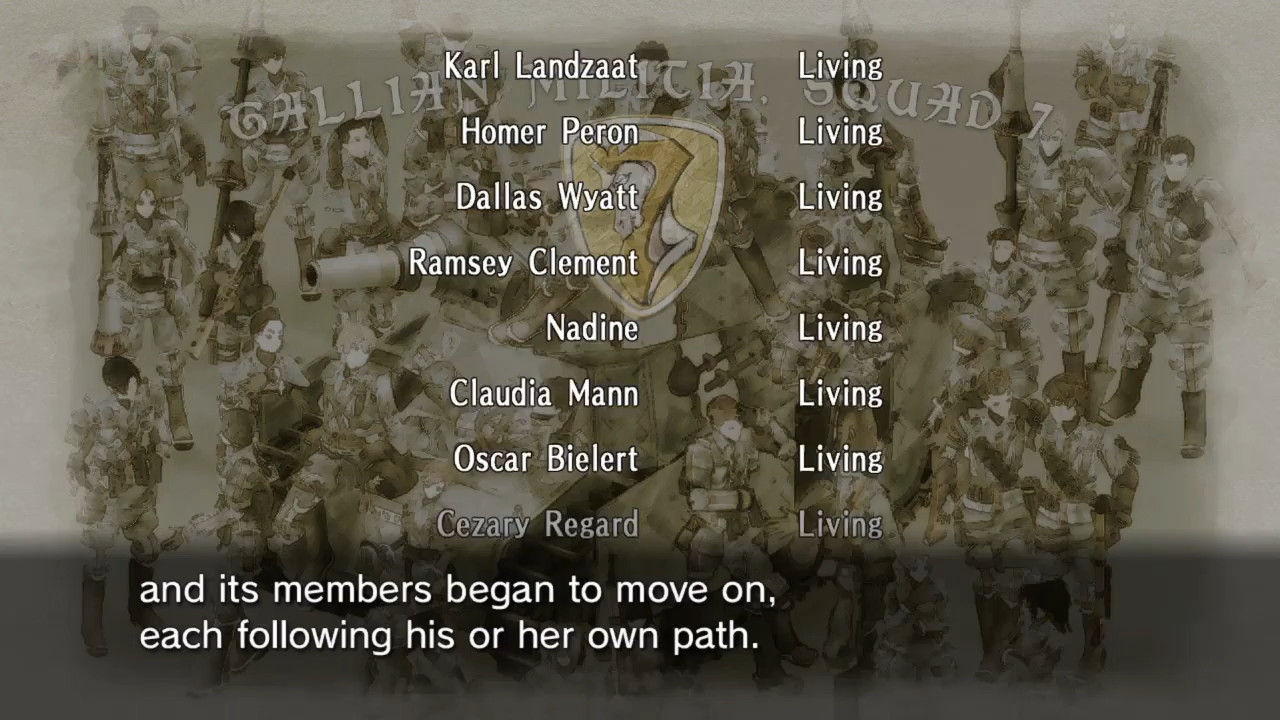 GALLIAN MILITIA, SQUAD 7
Karl Landzaat Living
Homer Peron Living
Dallas Wyatt Living
Ramsey Clement Living
Nadine Living
Claudia Mann Living
Oscar Bielert Living
Cezary Regard Living
and its members began to move on,
each following his or her own path.